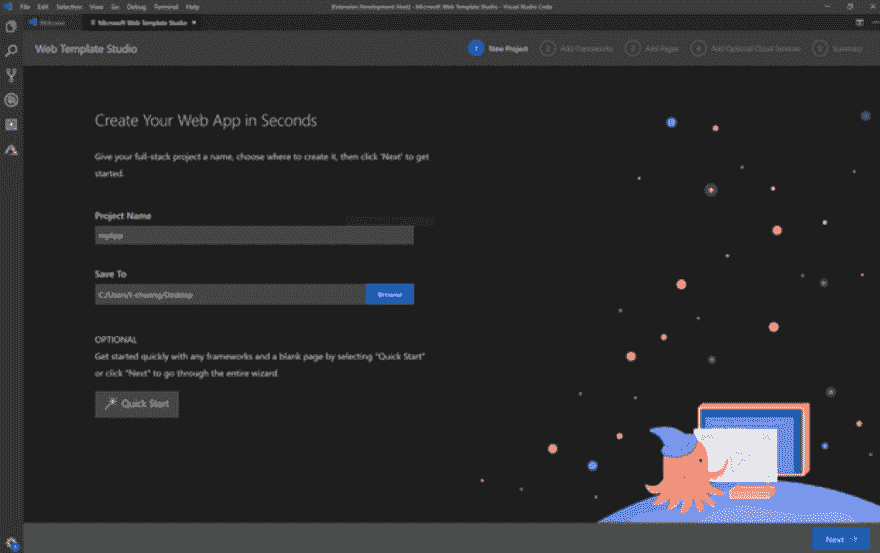 File Edit Selection View Go Debug Terminal Help
[Extension Development Host] - Microsoft Web Template Studio - Visual Studio Code
Welcome
Microsoft Web Template Studio
Web Template Studio
1 New Project
2 Add Frameworks
3 Add Pages
4 Add Optional Cloud Services
5 Summary
Create Your Web App in Seconds
Give your full-stack project a name, choose where to create it, then click 'Next' to get
started.
Project Name
myApp
Save To
Browse
OPTIONAL
Get started quickly with any frameworks and a blank page by selecting "Quick Start"
or click "Next" to go through the entire wizard.
Quick Start
Next